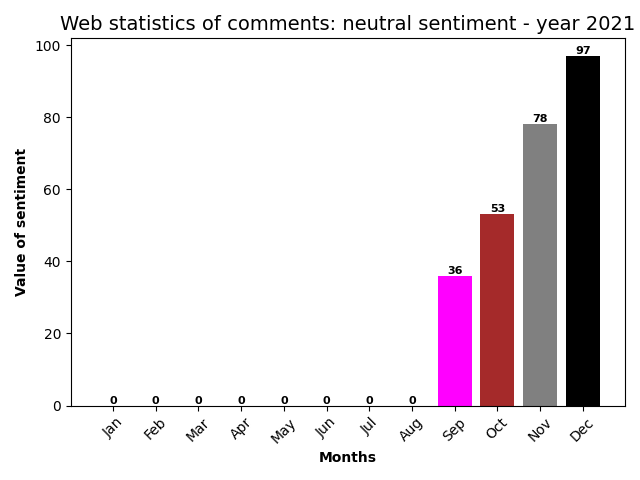 Web statistics of comments: neutral sentiment - year 2021
100
80
60
40
20
0
Value of sentiment
0 0 0 0 0 0 0 0 36 53 78 97
Jan Feb Mar Apr May Jun Jul Aug Sep Oct Nov Dec
Months